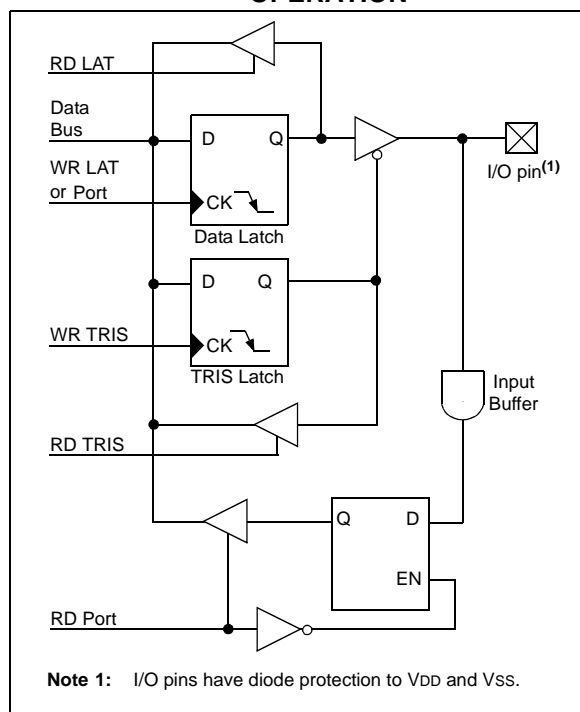 OPERATION
RD LAT
Data
Bus
D Q
WR LAT
or Port
CK
Data Latch
I/O pin(1)
D Q
WR TRIS
CK
TRIS Latch
Input
Buffer
RD TRIS
Q D
EN
RD Port
Note 1: I/O pins have diode protection to VDD and VSS.